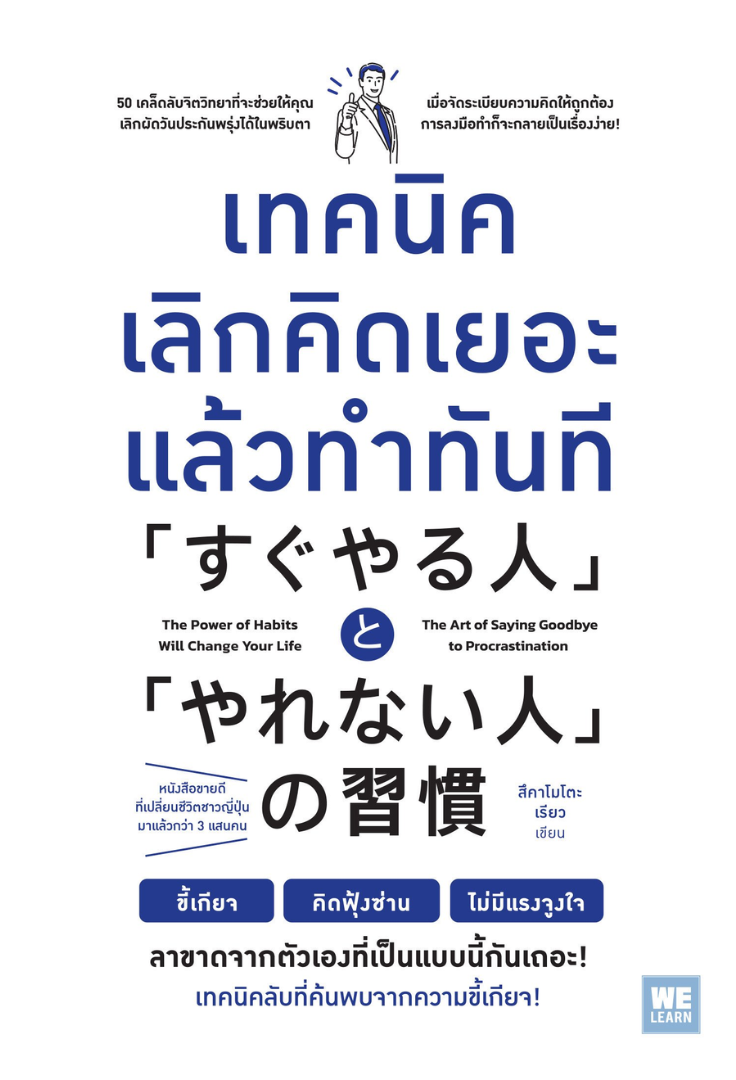 50 เคล็ดลับจิตวิทยาที่จะช่วยให้คุณ
เลิกผัดวันประกันพรุ่งได้ในพริบตา
เมื่อจัดระเบียบความคิดให้ถูกต้อง
การลงมือทำก็จะกลายเป็นเรื่องง่าย!
เทคนิค
เลิกคิดเยอะ
แล้วทำทันที
「すぐやる人」
The Power of Habits
Will Change Your Life
と
The Art of Saying Goodbye
to Procrastination
「やれない人」
の習慣
หนังสือขายดี
ที่เปลี่ยนชีวิตชาวญี่ปุ่น
มาแล้วกว่า 3 แสนคน
สึคาโมโตะ
เรียว
เขียน
ขี้เกียจ
คิดฟุ้งซ่าน
ไม่มีแรงจูงใจ
ลาขาดจากตัวเองที่เป็นแบบนี้กันเถอะ!
เทคนิคลับที่ค้นพบจากความขี้เกียจ!
WE
LEARN